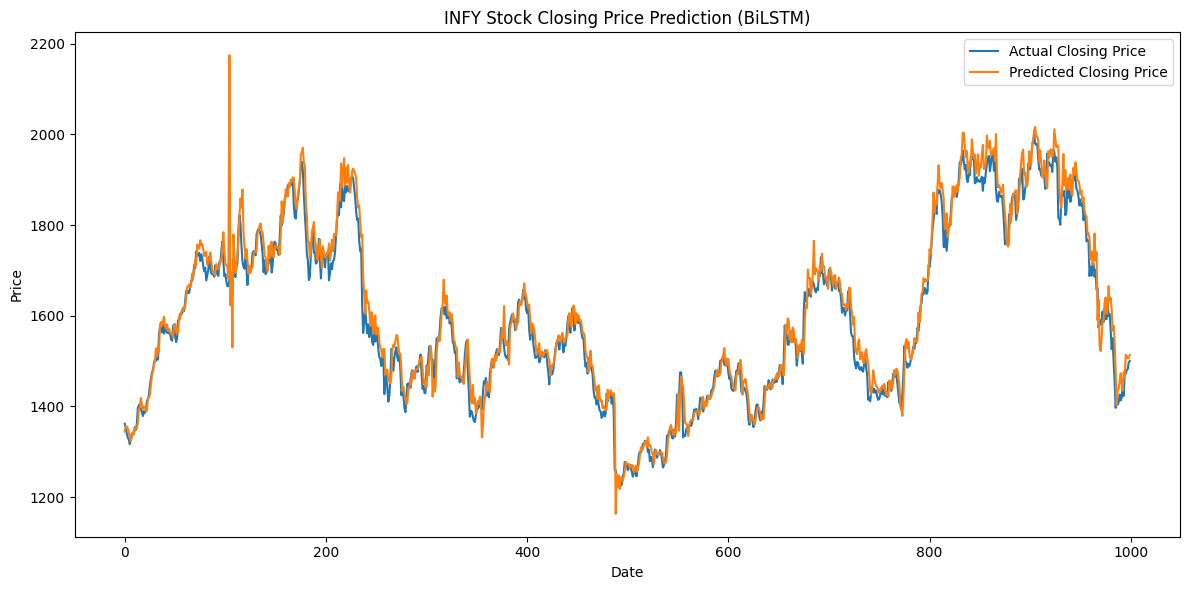 INFY Stock Closing Price Prediction (BiLSTM)
Actual Closing Price
Predicted Closing Price
2200
2000
1800
1600
1400
1200
Price
0 200 400 600 800 1000
Date